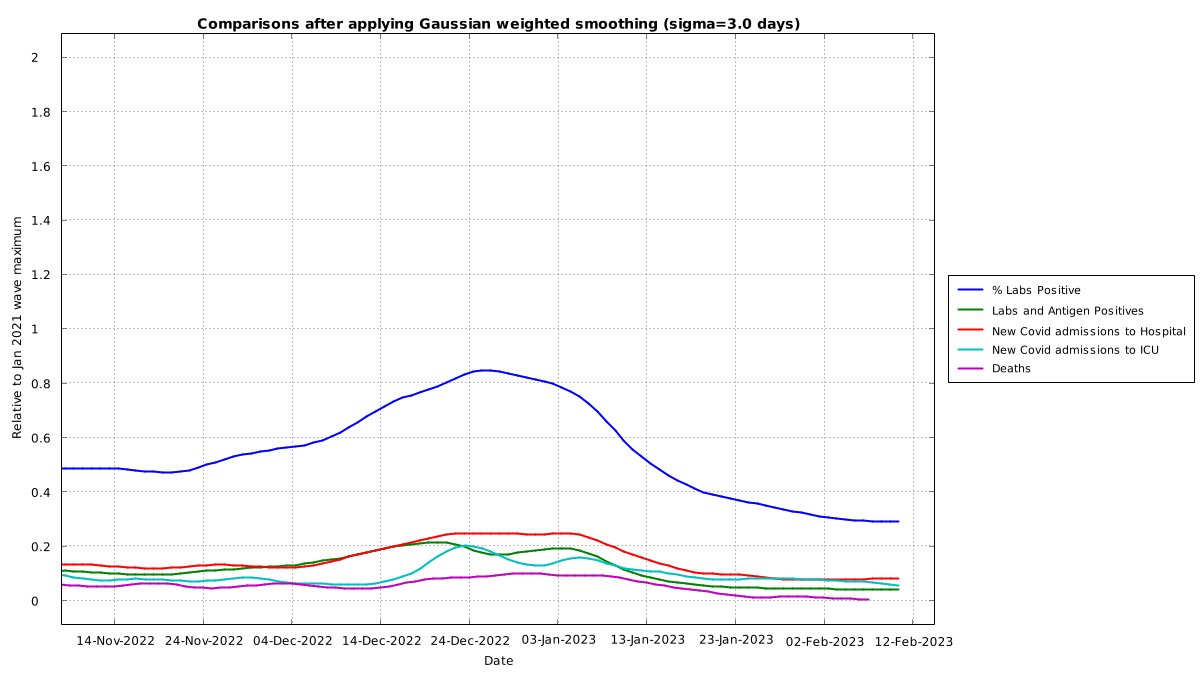 Comparisons after applying Gaussian weighted smoothing (sigma=3.0 days)
Relative to Jan 2021 wave maximum
2
1.8
1.6
1.4
1.2
1
0.8
0.6
0.4
0.2
0
14-Nov-2022 24-Nov-2022 04-Dec-2022 14-Dec-2022 24-Dec-2022 03-Jan-2023 13-Jan-2023 23-Jan-2023 02-Feb-2023 12-Feb-2023
Date
% Labs Positive
Labs and Antigen Positives
New Covid admissions to Hospital
New Covid admissions to ICU
Deaths